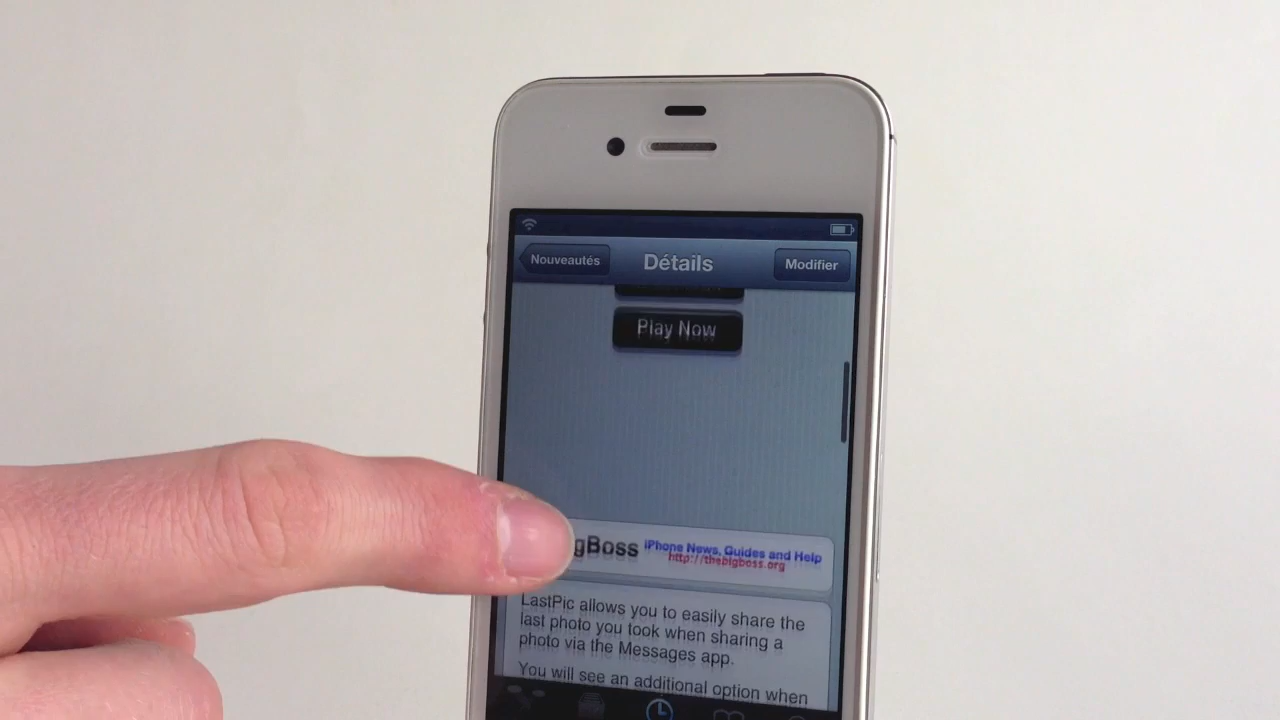 Nouveautés
Détails
Modifier
Play Now
gBoss
iPhone News, Guides and Help
http://thebigboss.org
LastPic allows you to easily share the
last photo you took when sharing a
photo via the Messages app.
You will see an additional option when